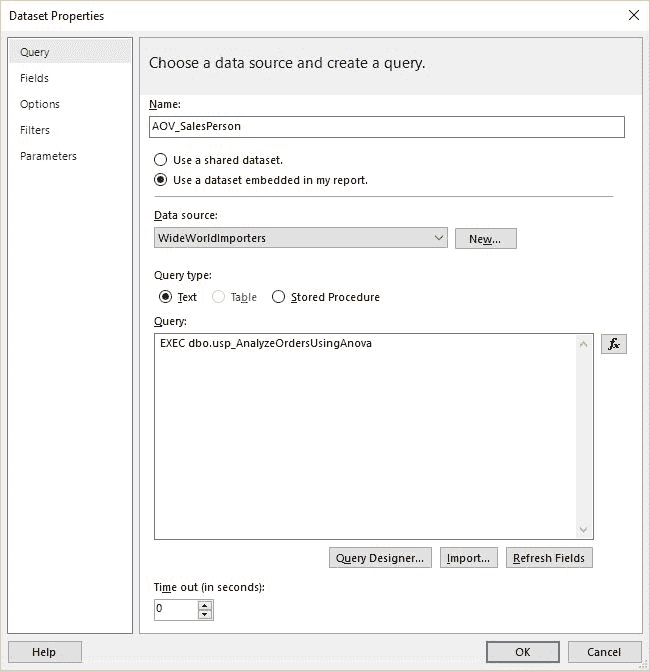 Dataset Properties
Query
Fields
Options
Filters
Parameters
Choose a data source and create a query.
Name:
AOV_SalesPerson
Use a shared dataset.
Use a dataset embedded in my report.
Data source:
WideWorldImporters
New...
Query type:
Text Table Stored Procedure
Query:
EXEC dbo.usp_AnalyzeOrdersUsingAnova
fx
Query Designer... Import... Refresh Fields
Time out (in seconds):
0
Help OK Cancel